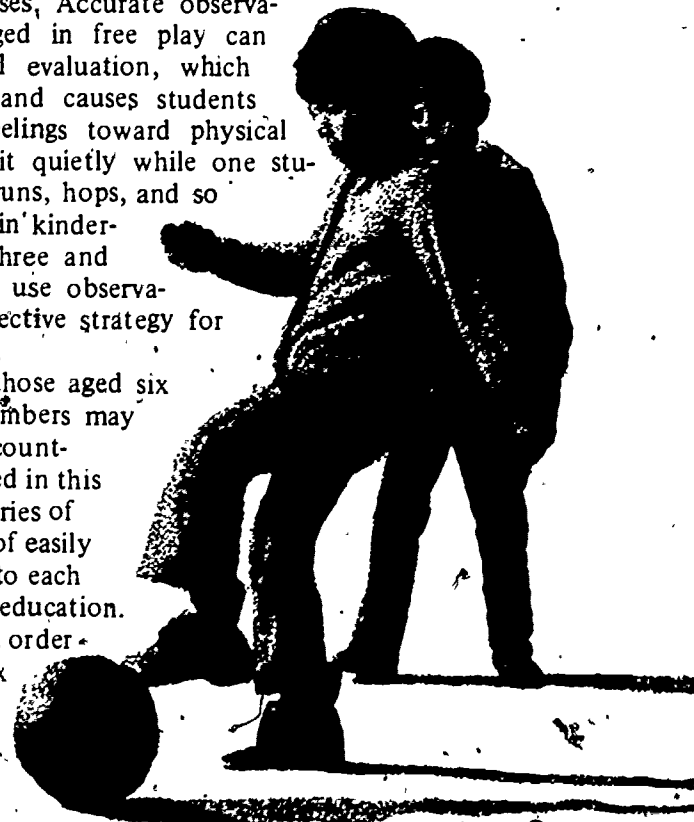 ses, Accurate observa-
ged in free play can
l evaluation, which
and causes students
elings toward physical
it quietly while one stu-
uns, hops, and so
in kinder-
hree and
use observa-
ective strategy for
hose aged six
mbers may
count-
ed in this
ries of
of easily
to each
education.
order
x